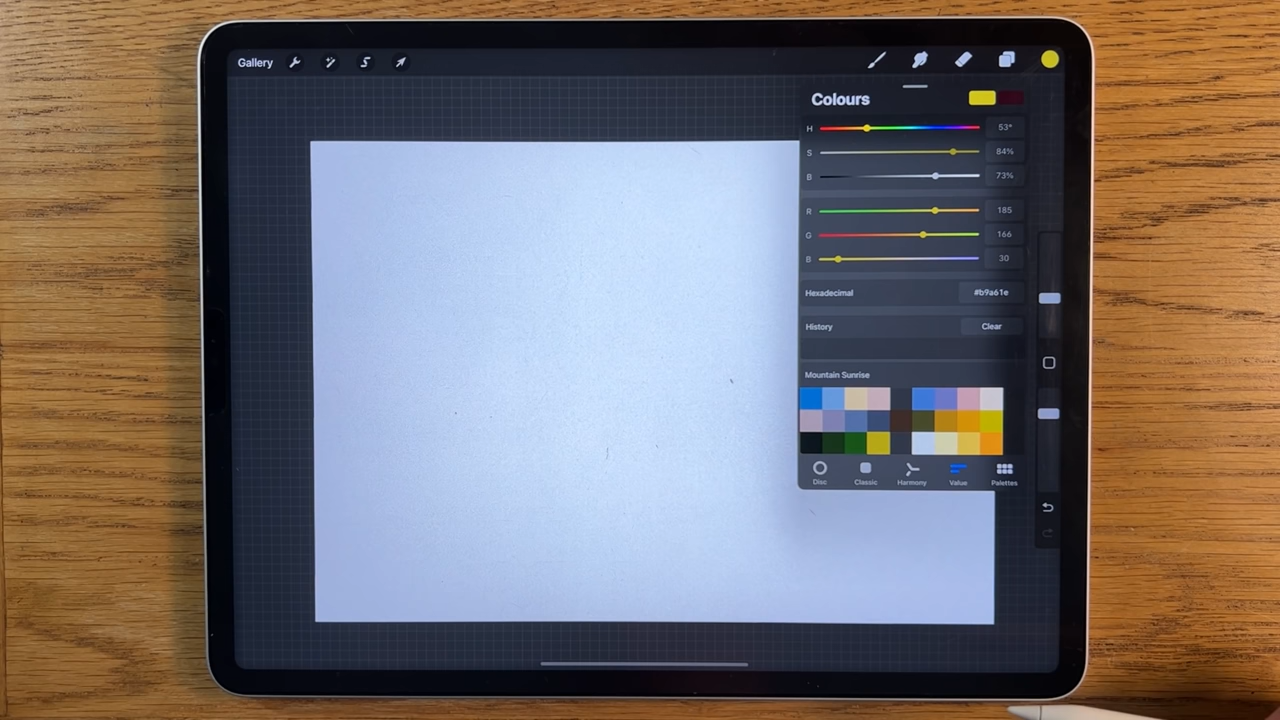 Gallery
Colours
H 53°
S 84%
B 73%
R 185
G 166
B 30
Hexadecimal #b9a61e
History Clear
Mountain Sunrise
Disc Classic Harmony Value Palettes